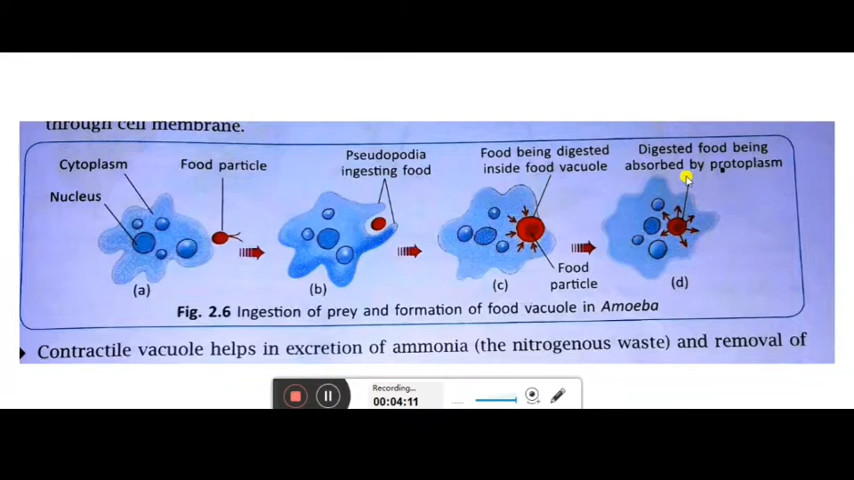 through cell membrane.
Cytoplasm
Food particle
Pseudopodia
ingesting food
Food being digested
inside food vacuole
Digested food being
absorbed by protoplasm
Nucleus
Food
particle
(a)
(b)
(c)
(d)
Fig. 2.6 Ingestion of prey and formation of food vacuole in Amoeba
Contractile vacuole helps in excretion of ammonia (the nitrogenous waste) and removal of
Recording...
00:04:11